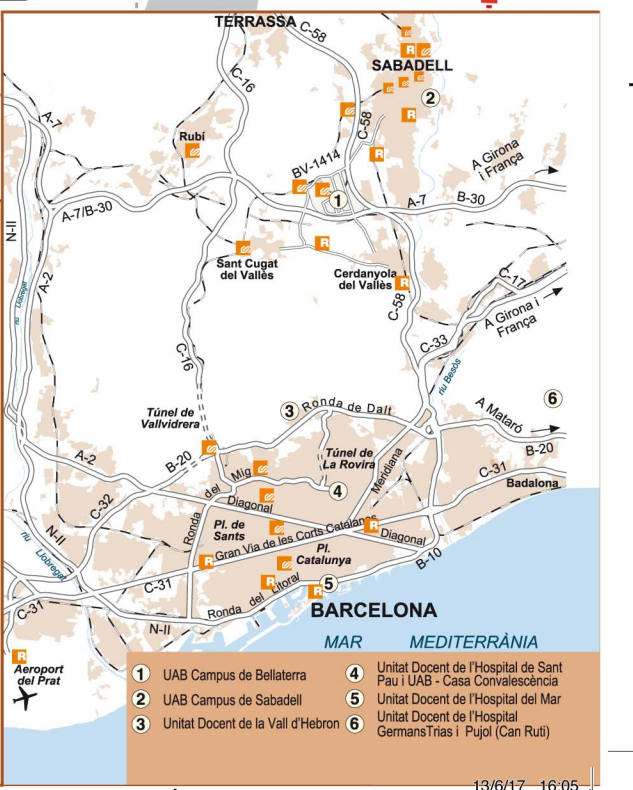 TERRASSA
C-58
C-16
R
SABADELL
2
R
A-7
Rubí
C-58
R
BV-1414
A Girona
i França
1
A-7/B-30
A-7
B-30
N-II
Sant Cugat
del Vallès
R
Cerdanyola
del Vallès
R
A-2
riu Llobregat
C-58
C-17
A Girona i
França
C-33
C-16
riu Besòs
6
3
Ronda de Dalt
Túnel de
Vallvidrera
A Mataró
B-20
Túnel de
La Rovira
A-2
B-20
Mig
del
Ronda
Meridiana
C-31
Badalona
4
C-32
Diagonal
Pl. de
Sants
R
Gran Via de les Corts Catalanes
Diagonal
N-II
riu Llobregat
R
Pl.
Catalunya
B-10
C-31
R
5
R
Ronda del Litoral
C-31
N-II
BARCELONA
MAR MEDITERRÀNIA
R
Aeroport
del Prat
1 UAB Campus de Bellaterra
2 UAB Campus de Sabadell
3 Unitat Docent de la Vall d'Hebron
4 Unitat Docent de l'Hospital de Sant
Pau i UAB - Casa Convalescència
5 Unitat Docent de l'Hospital del Mar
6 Unitat Docent de l'Hospital
GermansTrias i Pujol (Can Ruti)
13/6/17 16:05